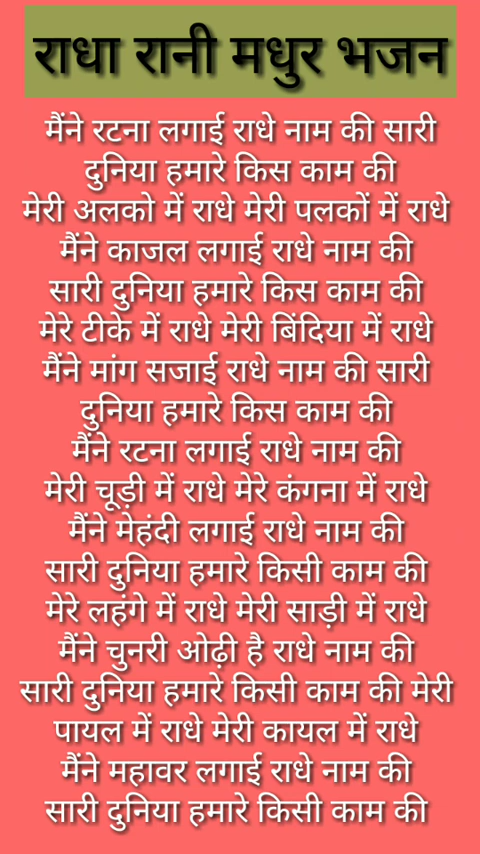 राधा रानी मधुर भजन
मैंने रटना लगाई राधे नाम की सारी
दुनिया हमारे किस काम की
मेरी अलको में राधे मेरी पलकों में राधे
मैंने काजल लगाई राधे नाम की
सारी दुनिया हमारे किस काम की
मेरे टीके में राधे मेरी बिंदिया में राधे
मैंने मांग सजाई राधे नाम की सारी
दुनिया हमारे किस काम की
मैंने रटना लगाई राधे नाम की
मेरी चूड़ी में राधे मेरे कंगना में राधे
मैंने मेहंदी लगाई राधे नाम की
सारी दुनिया हमारे किसी काम की
मेरे लहंगे में राधे मेरी साड़ी में राधे
मैंने चुनरी ओढ़ी है राधे नाम की
सारी दुनिया हमारे किसी काम की मेरी
पायल में राधे मेरी कायल में राधे
मैंने महावर लगाई राधे नाम की
सारी दुनिया हमारे किसी काम की